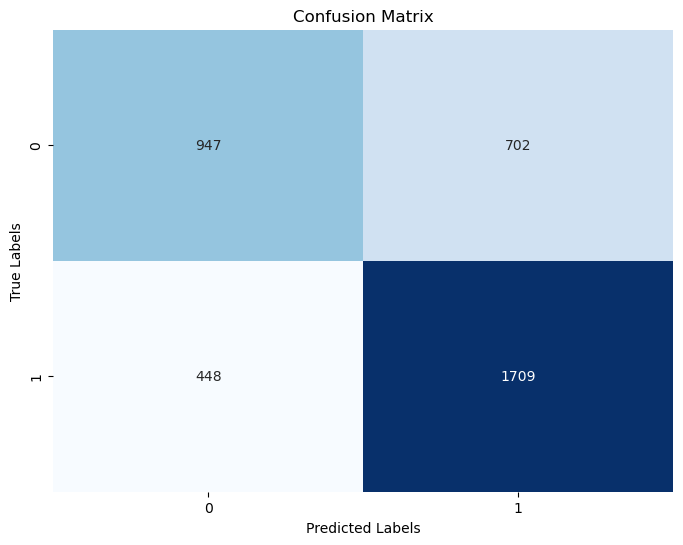 Confusion Matrix
True Labels
0
947
702
1
448
1709
0
1
Predicted Labels